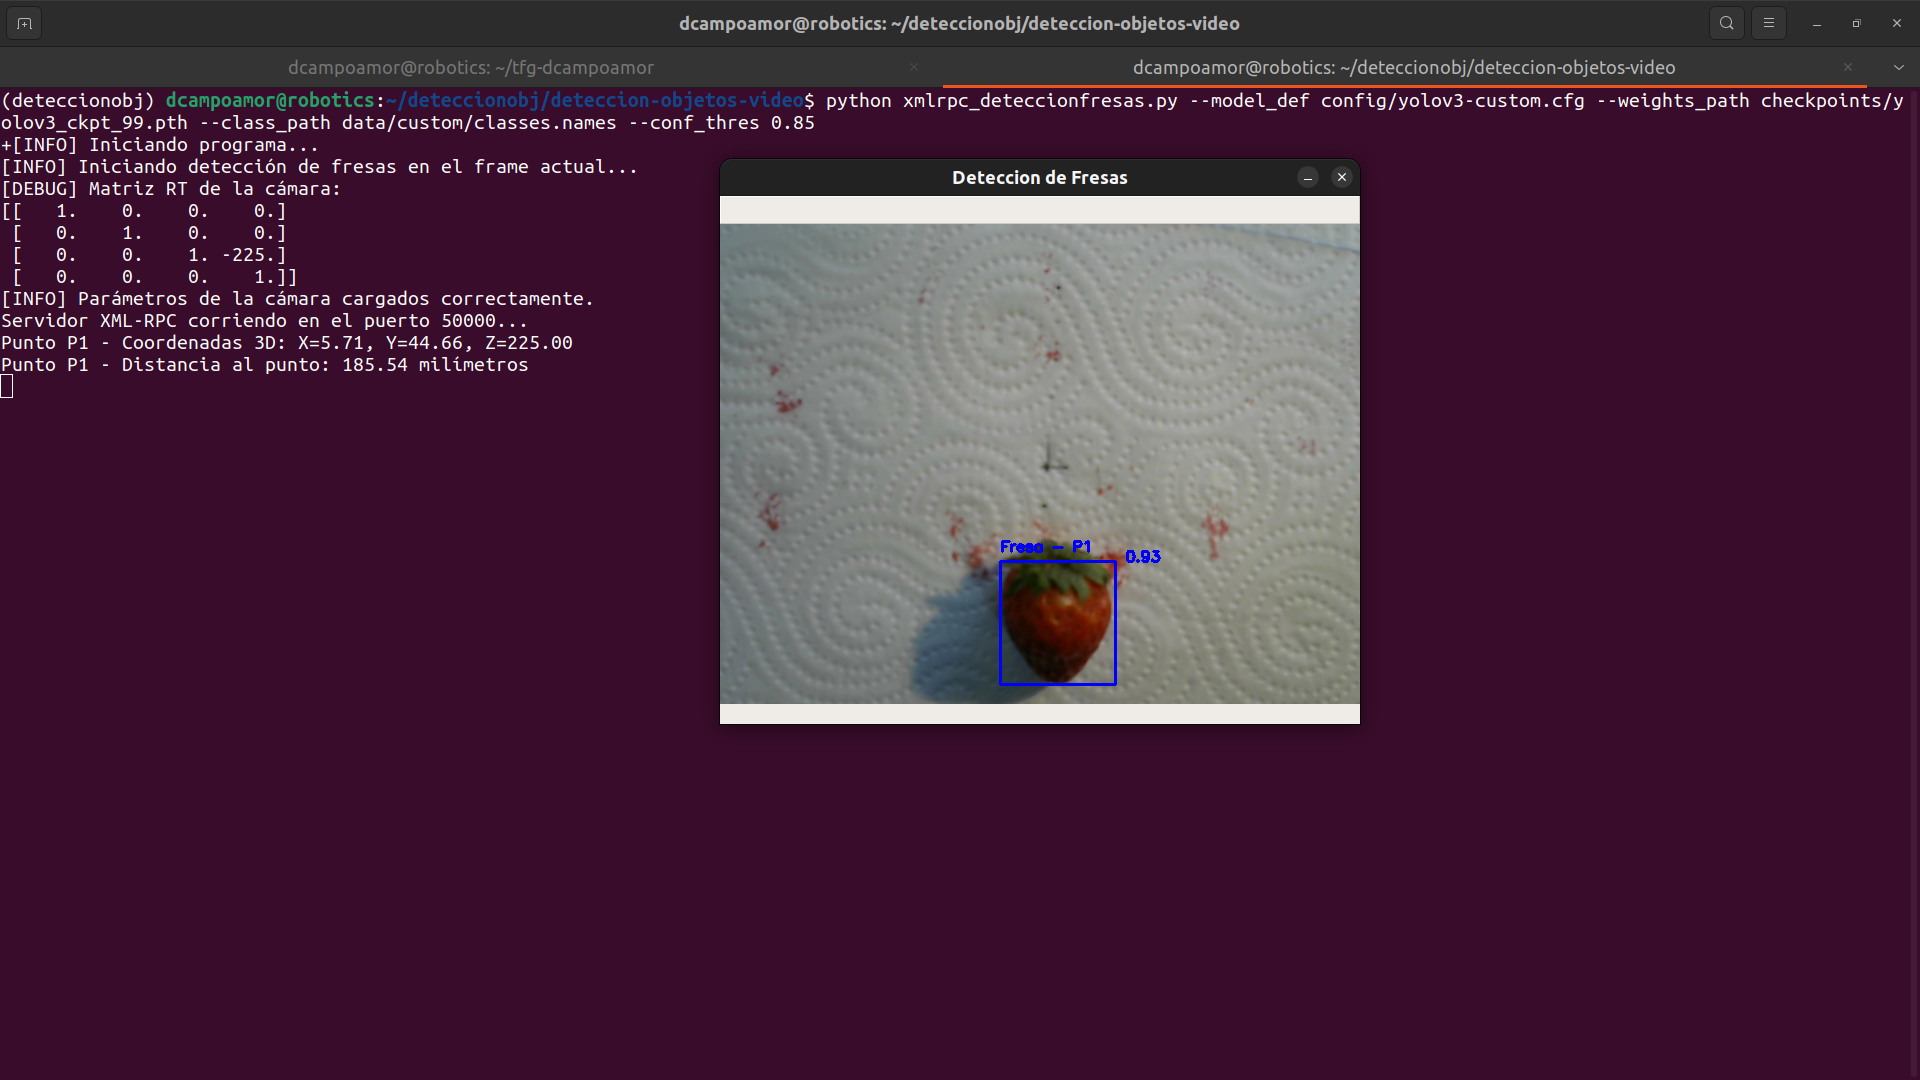 dcampoamor@robotics: ~/deteccionobj/deteccion-objetos-video
dcampoamor@robotics: ~/tfg-dcampoamor
dcampoamor@robotics: ~/deteccionobj/deteccion-objetos-video
(deteccionobj) dcampoamor@robotics:~/deteccionobj/deteccion-objetos-video$ python xmlrpc_deteccionfresas.py --model_def config/yolov3-custom.cfg --weights_path checkpoints/y
olov3_ckpt_99.pth --class_path data/custom/classes.names --conf_thres 0.85
+[INFO] Iniciando programa...
[INFO] Iniciando detección de fresas en el frame actual...
[DEBUG] Matriz RT de la cámara:
[[   1.    0.    0.    0.]
 [   0.    1.    0.    0.]
 [   0.    0.    1. -225.]
 [   0.    0.    0.    1.]]
[INFO] Parámetros de la cámara cargados correctamente.
Servidor XML-RPC corriendo en el puerto 50000...
Punto P1 - Coordenadas 3D: X=5.71, Y=44.66, Z=225.00
Punto P1 - Distancia al punto: 185.54 milímetros
Deteccion de Fresas
Fresa - P1
0.93